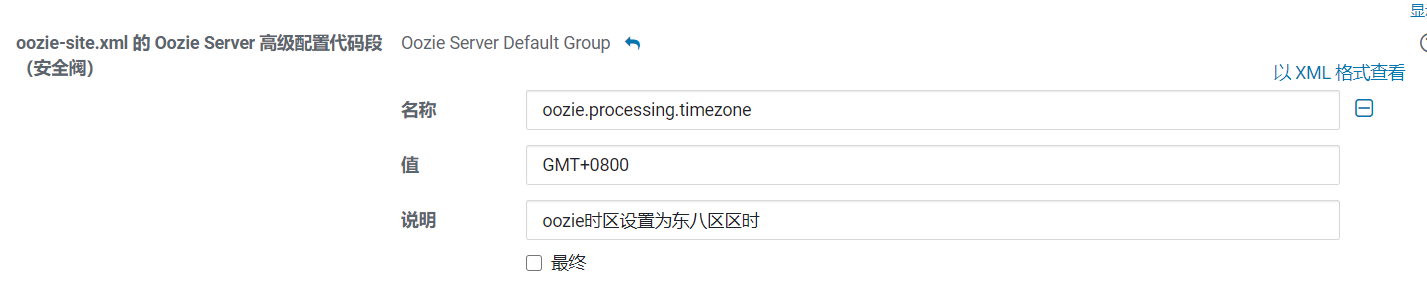 显
oozie-site.xml 的 Oozie Server 高级配置代码段
（安全阀）
Oozie Server Default Group
以 XML 格式查看
名称
oozie.processing.timezone
值
GMT+0800
说明
oozie时区设置为东八区区时
最终